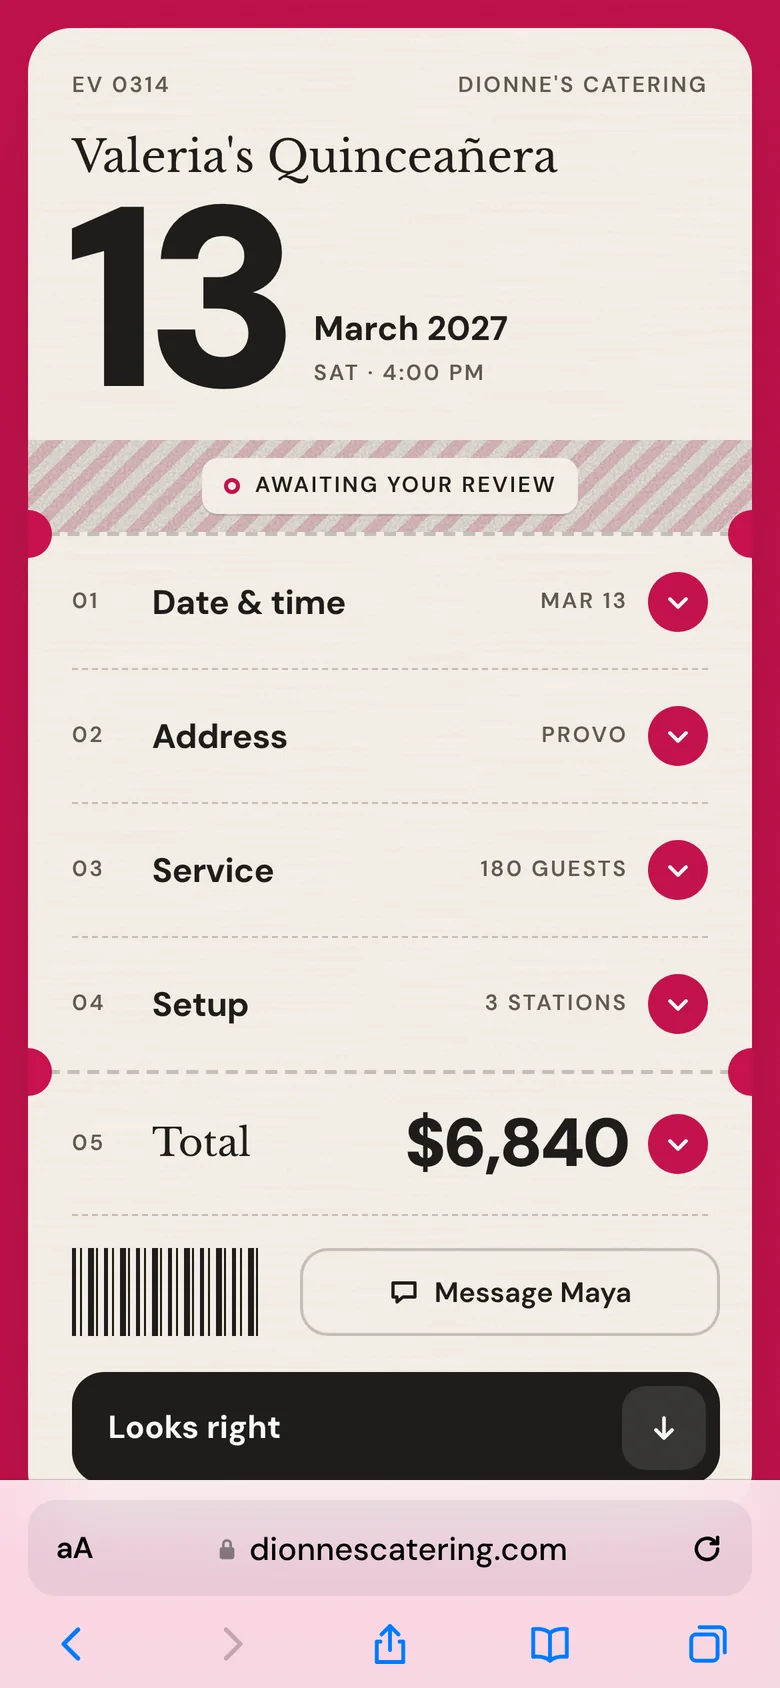 EV 0314 DIONNE'S CATERING
Valeria's Quinceañera
13
March 2027
SAT · 4:00 PM
AWAITING YOUR REVIEW
01 Date & time MAR 13
02 Address PROVO
03 Service 180 GUESTS
04 Setup 3 STATIONS
05 Total $6,840
Message Maya
Looks right
aA dionnescatering.com